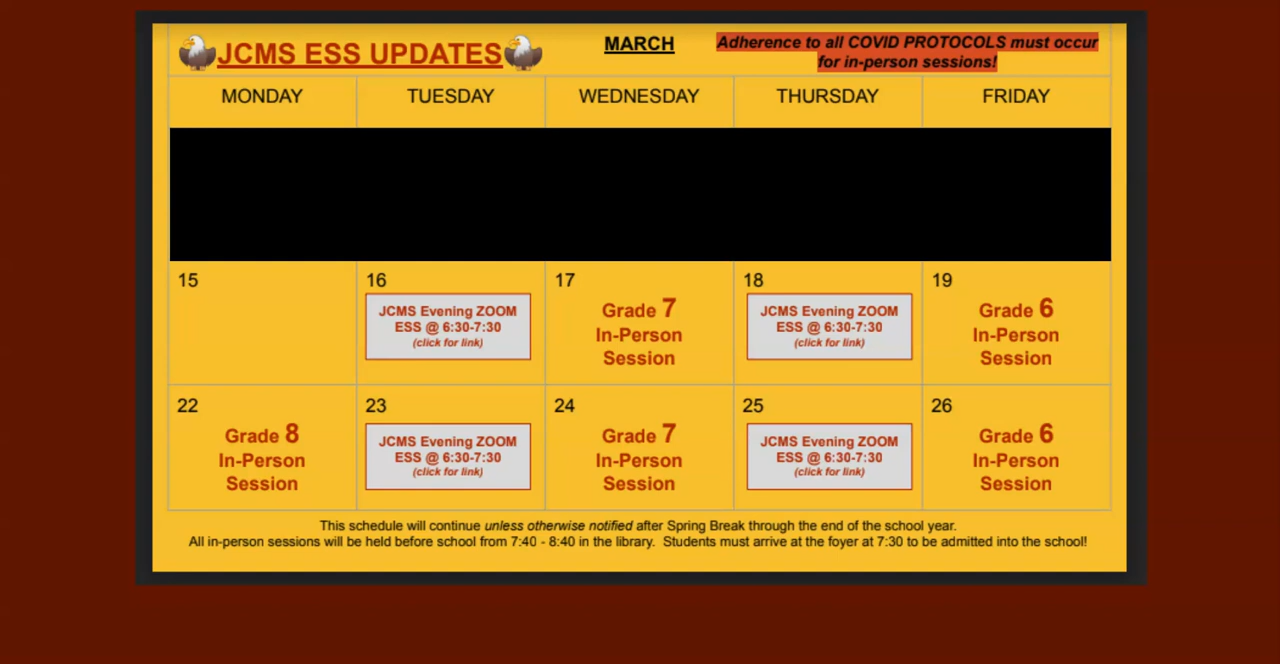 JCMS ESS UPDATES
MARCH
Adherence to all COVID PROTOCOLS must occur
for in-person sessions!
MONDAY
TUESDAY
WEDNESDAY
THURSDAY
FRIDAY
15
16
JCMS Evening ZOOM
ESS @ 6:30-7:30
(click for link)
17
Grade 7
In-Person
Session
18
JCMS Evening ZOOM
ESS @ 6:30-7:30
(click for link)
19
Grade 6
In-Person
Session
22
Grade 8
In-Person
Session
23
JCMS Evening ZOOM
ESS @ 6:30-7:30
(click for link)
24
Grade 7
In-Person
Session
25
JCMS Evening ZOOM
ESS @ 6:30-7:30
(click for link)
26
Grade 6
In-Person
Session
This schedule will continue unless otherwise notified after Spring Break through the end of the school year.
All in-person sessions will be held before school from 7:40 - 8:40 in the library. Students must arrive at the foyer at 7:30 to be admitted into the school!